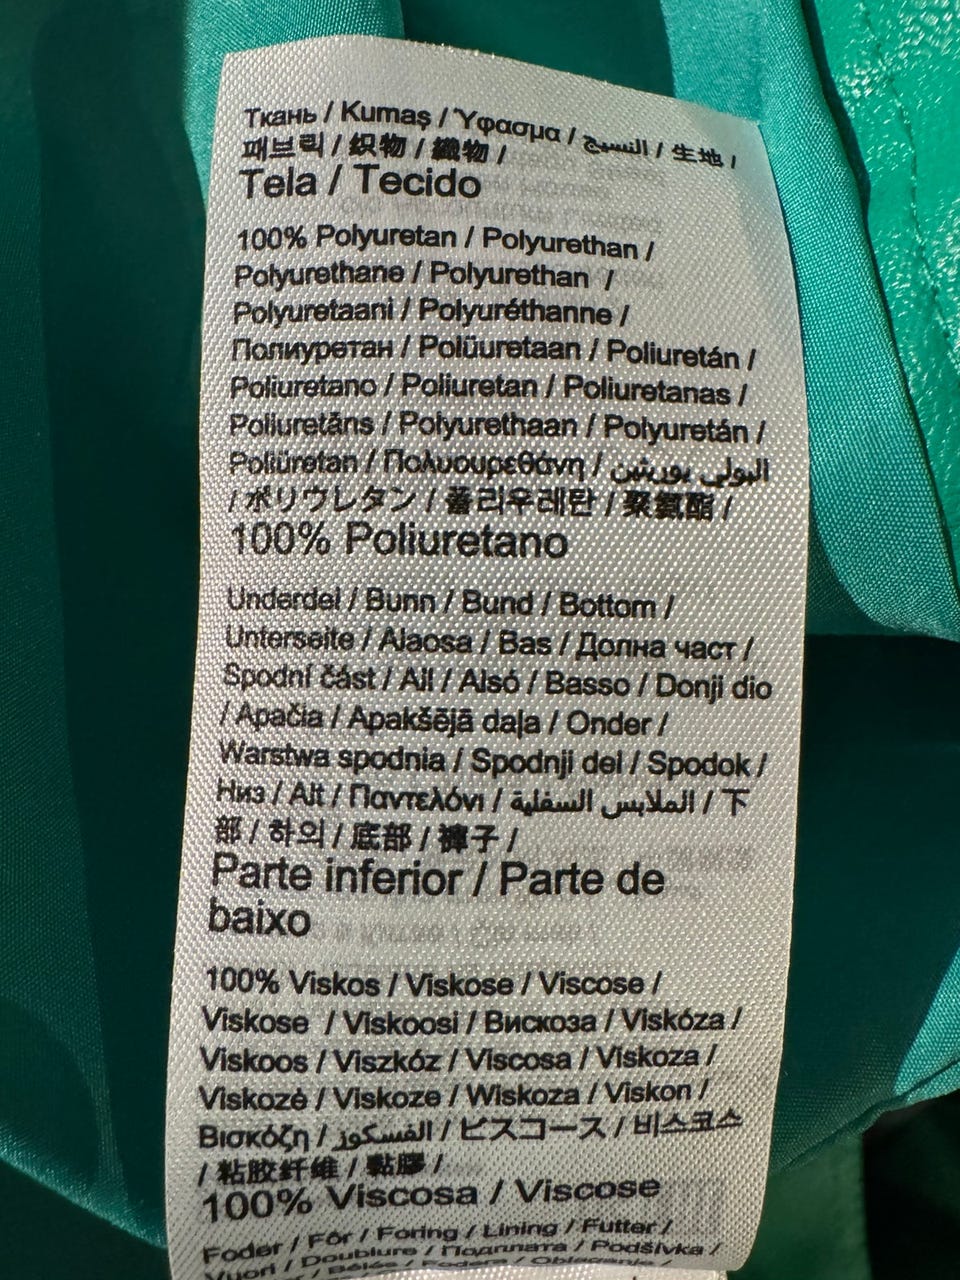 Ткань / Kumaş / Ύφασμα / النسيج / 生地 /
패브릭 / 织物 / 織物 /
Tela / Tecido
100% Polyuretan / Polyurethan /
Polyurethane / Polyurethan /
Polyuretaani / Polyuréthanne /
Полиуретан / Polüuretaan / Poliuretán /
Poliuretano / Poliuretan / Poliuretanas /
Poliuretāns / Polyurethaan / Polyuretán /
Poliüretan / Πολυουρεθάνη / البولي يوريثين
/ ポリウレタン / 폴리우레탄 / 聚氨酯 /
100% Poliuretano
Underdel / Bunn / Bund / Bottom /
Unterseite / Alaosa / Bas / Долна част /
Spodní část / All / Alsó / Basso / Donji dio
/ Apačia / Apakšējā daļa / Onder /
Warstwa spodnia / Spodnji del / Spodok /
Низ / Alt / Παντελόνι / الملابس السفلية / 下
部 / 하의 / 底部 / 褲子 /
Parte inferior / Parte de
baixo
100% Viskos / Viskose / Viscose /
Viskose / Viskoosi / Вискоза / Viskóza /
Viskoos / Viszkóz / Viscosa / Viskoza /
Viskozė / Viskoze / Wiskoza / Viskon /
Βισκόζη / الفسكوز / ビスコース / 비스코스
/ 粘胶纤维 / 黏膠 /
100% Viscosa / Viscose
Foder / Fôr / Foring / Lining / Futter /
Vuori / Doublure / Подплата / Podšívka /